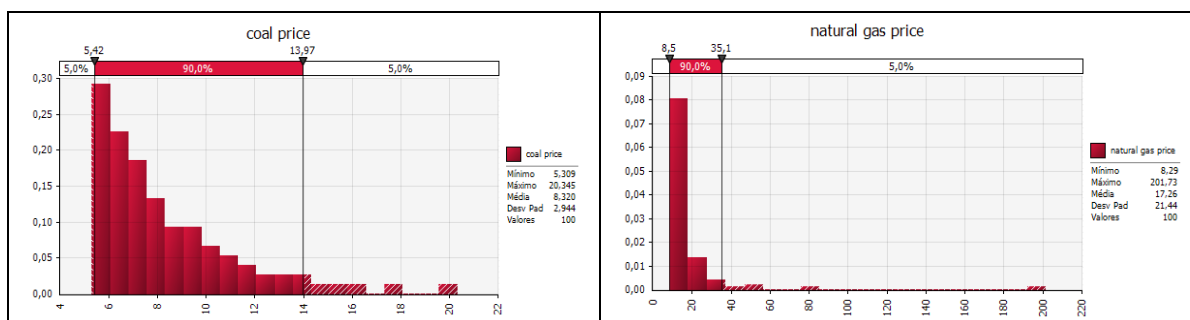 coal price
5,42 13,97
5,0% 90,0% 5,0%
0,30
0,25
0,20
0,15
0,10
0,05
0,00
4 6 8 10 12 14 16 18 20 22
coal price
Mínimo 5,309
Máximo 20,345
Média 8,320
Desv Pad 2,944
Valores 100
natural gas price
8,5 35,1
90,0% 5,0%
0,09
0,08
0,07
0,06
0,05
0,04
0,03
0,02
0,01
0,00
0 20 40 60 80 100 120 140 160 180 200 220
natural gas price
Mínimo 8,29
Máximo 201,73
Média 17,26
Desv Pad 21,44
Valores 100